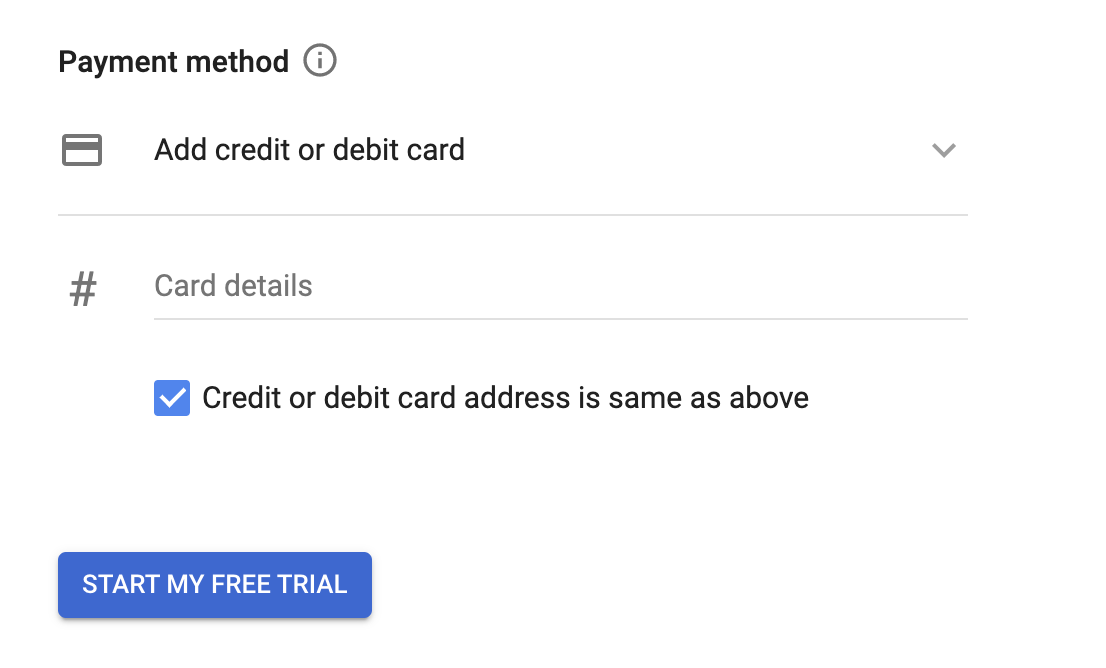 Payment method
Add credit or debit card
# Card details
Credit or debit card address is same as above
START MY FREE TRIAL